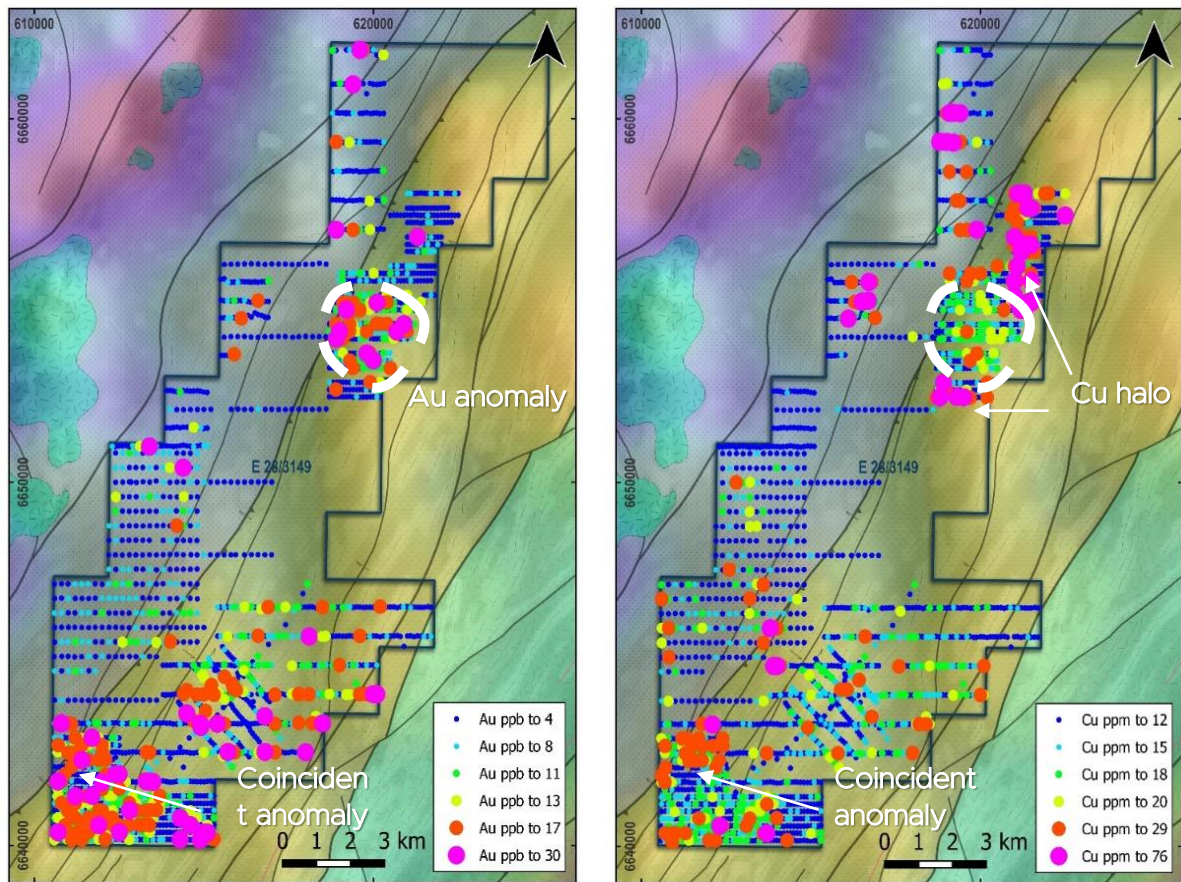 610000
620000
6660000
6650000
6640000
E 28/3149
Au anomaly
Coinciden
t anomaly
0 1 2 3 km
Au ppb to 4
Au ppb to 8
Au ppb to 11
Au ppb to 13
Au ppb to 17
Au ppb to 30
610000
620000
6660000
6650000
6640000
E 28/3149
Cu halo
Coincident
anomaly
0 1 2 3 km
Cu ppm to 12
Cu ppm to 15
Cu ppm to 18
Cu ppm to 20
Cu ppm to 29
Cu ppm to 76